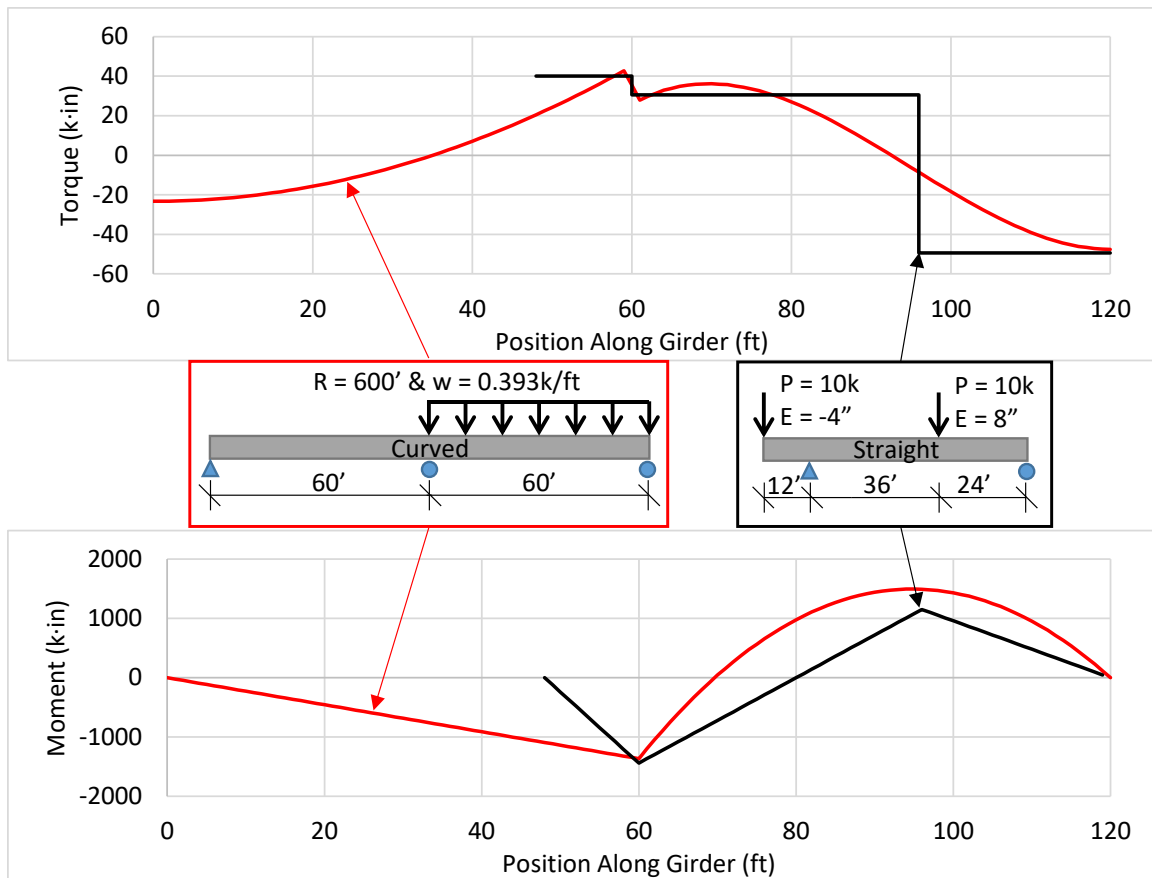 Torque (k·in)
60
40
20
0
-20
-40
-60
0 20 40 60 80 100 120
Position Along Girder (ft)
R = 600’ & w = 0.393k/ft
Curved
60’ 60’
P = 10k P = 10k
E = -4” E = 8”
Straight
12’ 36’ 24’
Moment (k·in)
2000
1000
0
-1000
-2000
0 20 40 60 80 100 120
Position Along Girder (ft)